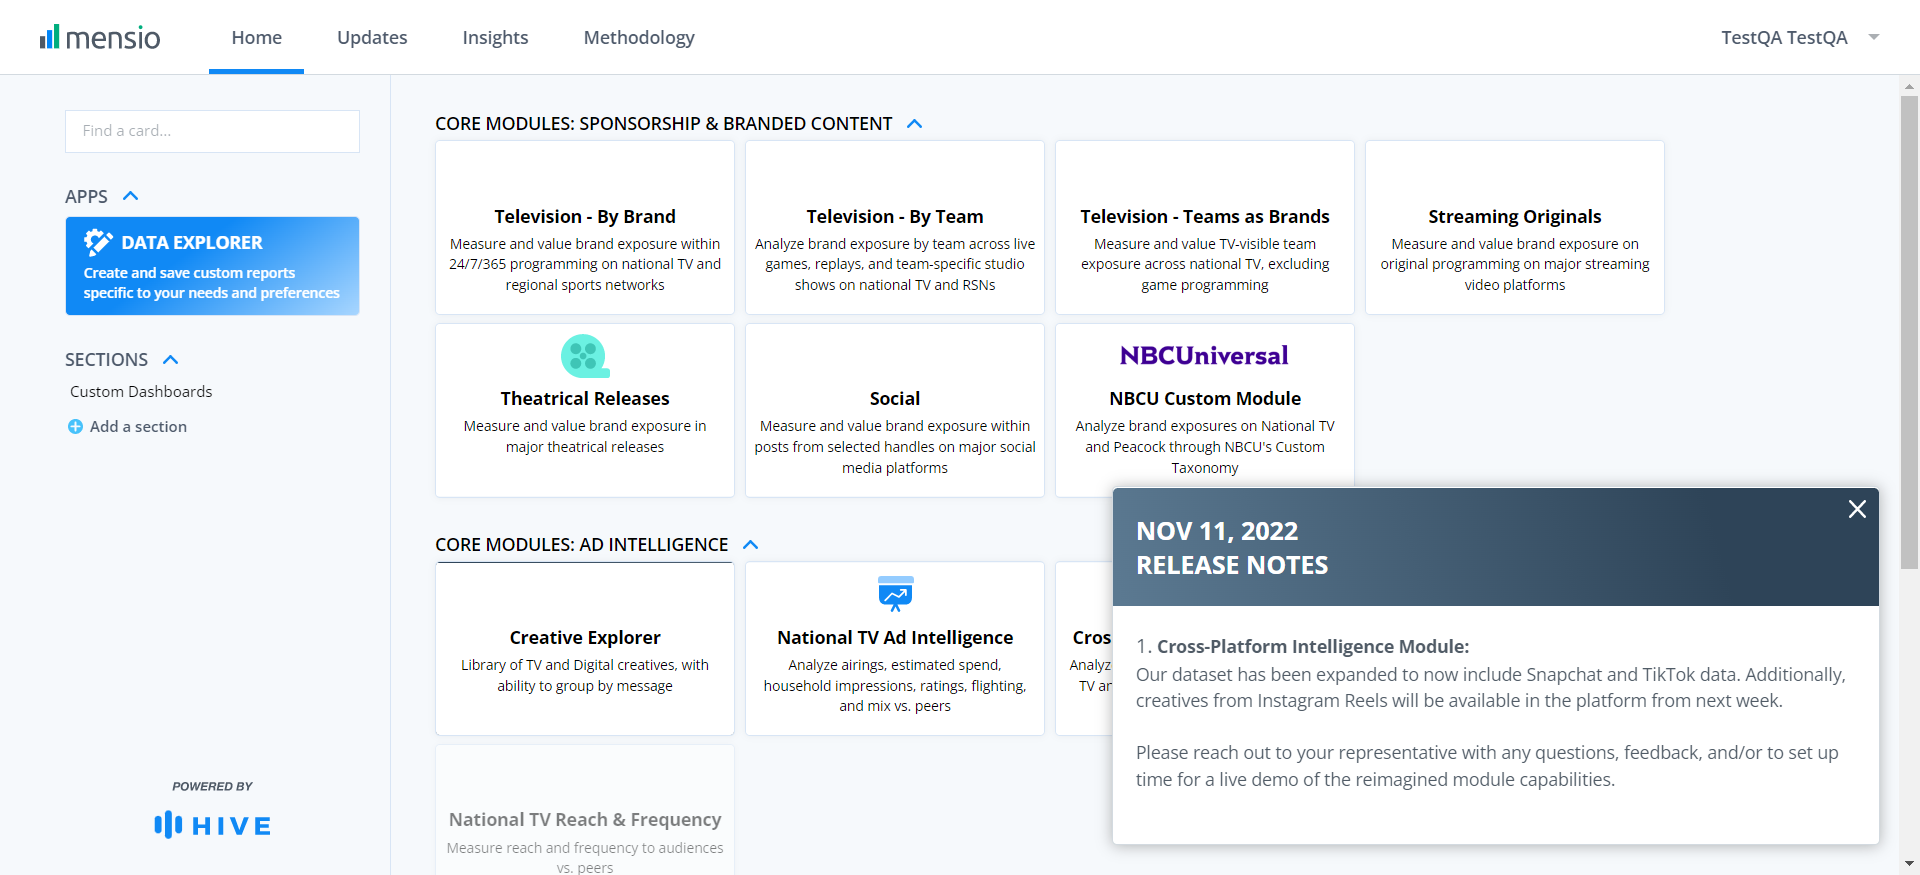 mensio
Home
Updates
Insights
Methodology
TestQA TestQA
Find a card...
APPS
DATA EXPLORER
Create and save custom reports
specific to your needs and preferences
SECTIONS
Custom Dashboards
Add a section
POWERED BY
HIVE
CORE MODULES: SPONSORSHIP & BRANDED CONTENT
Television - By Brand
Measure and value brand exposure within
24/7/365 programming on national TV and
regional sports networks
Television - By Team
Analyze brand exposure by team across live
games, replays, and team-specific studio
shows on national TV and RSNs
Television - Teams as Brands
Measure and value TV-visible team
exposure across national TV, excluding
game programming
Streaming Originals
Measure and value brand exposure on
original programming on major streaming
video platforms
Theatrical Releases
Measure and value brand exposure in
major theatrical releases
Social
Measure and value brand exposure within
posts from selected handles on major social
media platforms
NBCUniversal
NBCU Custom Module
Analyze brand exposures on National TV
and Peacock through NBCU's Custom
Taxonomy
CORE MODULES: AD INTELLIGENCE
Creative Explorer
Library of TV and Digital creatives, with
ability to group by message
National TV Ad Intelligence
Analyze airings, estimated spend,
household impressions, ratings, flighting,
and mix vs. peers
Cros
Analyz
TV an
National TV Reach & Frequency
Measure reach and frequency to audiences
vs. peers
NOV 11, 2022
RELEASE NOTES
1. Cross-Platform Intelligence Module:
Our dataset has been expanded to now include Snapchat and TikTok data. Additionally,
creatives from Instagram Reels will be available in the platform from next week.
Please reach out to your representative with any questions, feedback, and/or to set up
time for a live demo of the reimagined module capabilities.